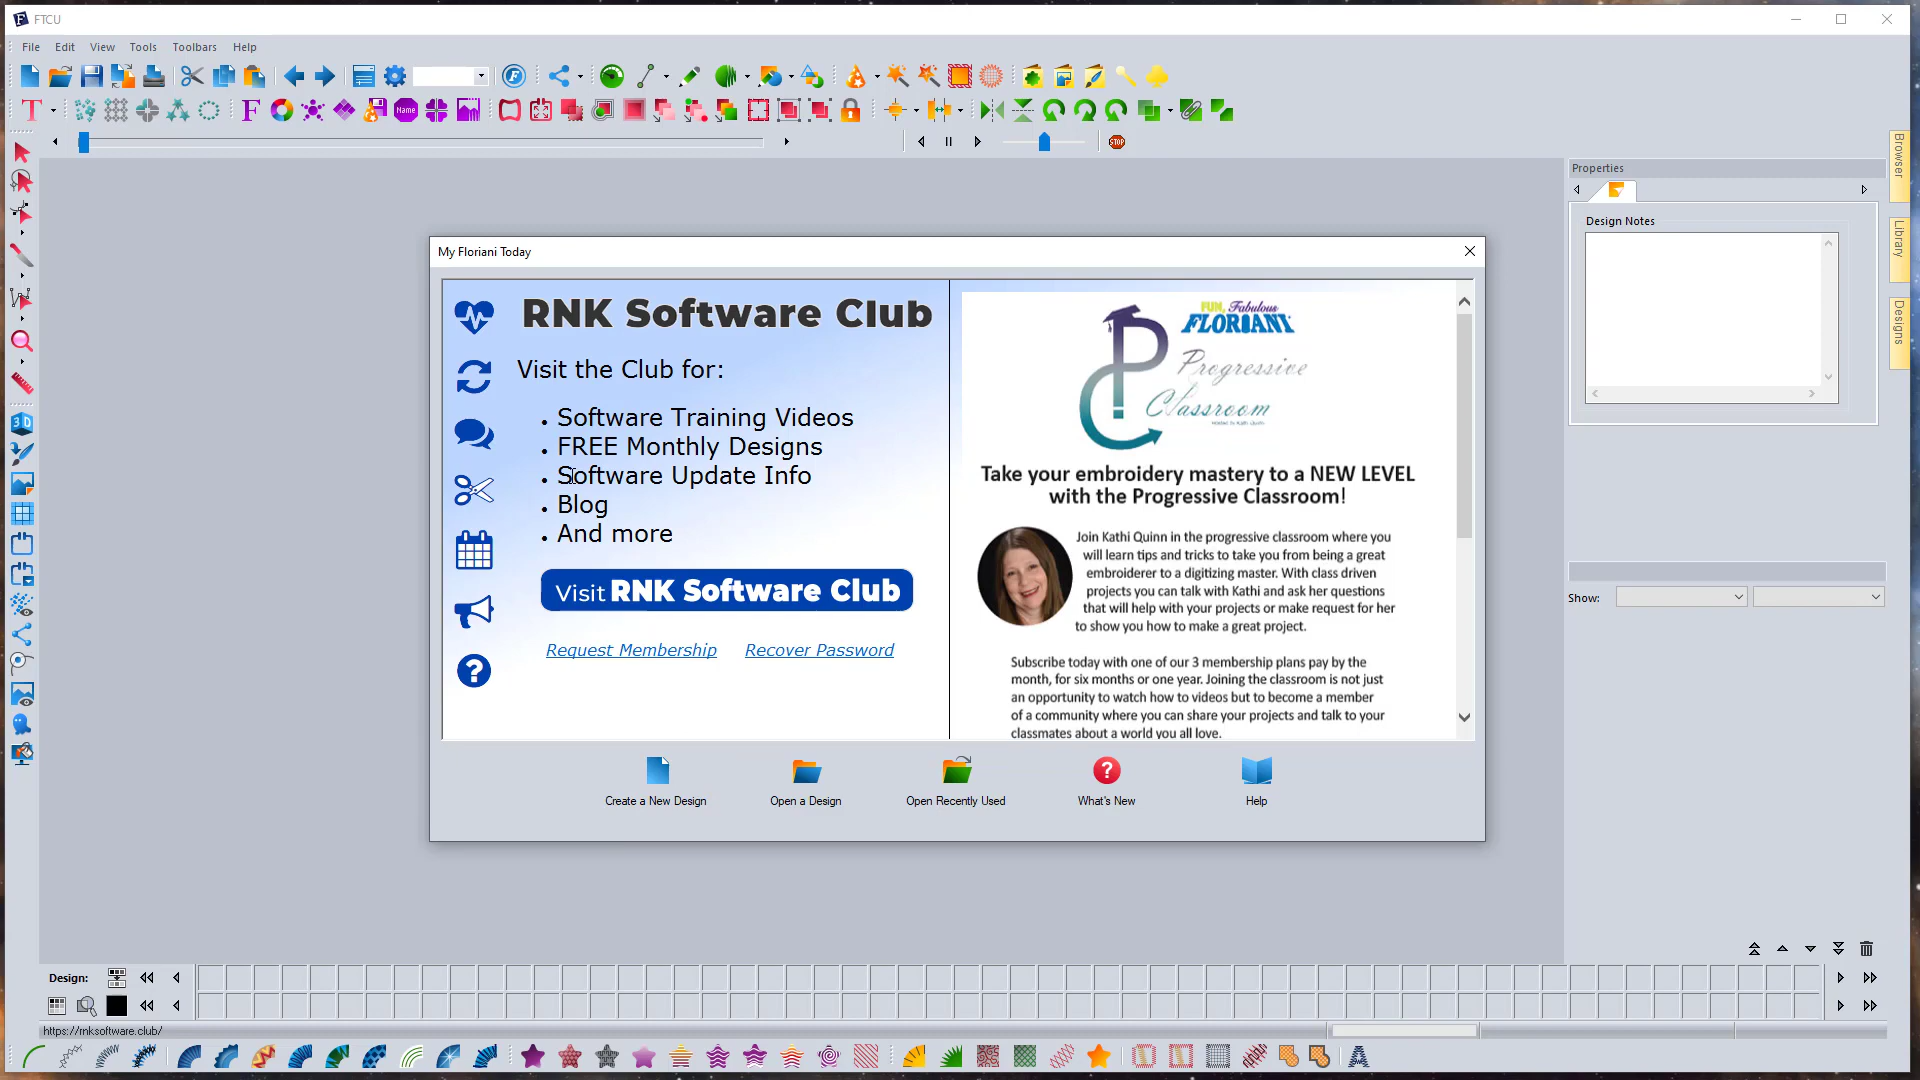 FTCU
File Edit View Tools Toolbars Help
Name
STOP
Properties
Browser
Library
Designs
Design Notes
My Floriani Today
RNK Software Club
Visit the Club for:
• Software Training Videos
• FREE Monthly Designs
• Software Update Info
• Blog
• And more
Visit RNK Software Club
Request Membership Recover Password
FUN, Fabulous
FLORIANI
Progressive
Classroom
Take your embroidery mastery to a NEW LEVEL
with the Progressive Classroom!
Join Kathi Quinn in the progressive classroom where you
will learn tips and tricks to take you from being a great
embroiderer to a digitizing master. With class driven
projects you can talk with Kathi and ask her questions
that will help with your projects or make request for her
to show you how to make a great project.
Subscribe today with one of our 3 membership plans pay by the
month, for six months or one year. Joining the classroom is not just
an opportunity to watch how to videos but to become a member
of a community where you can share your projects and talk to your
classmates about a world you all love.
Create a New Design Open a Design Open Recently Used What's New Help
Show:
3D
Design:
https://rnksoftware.club/